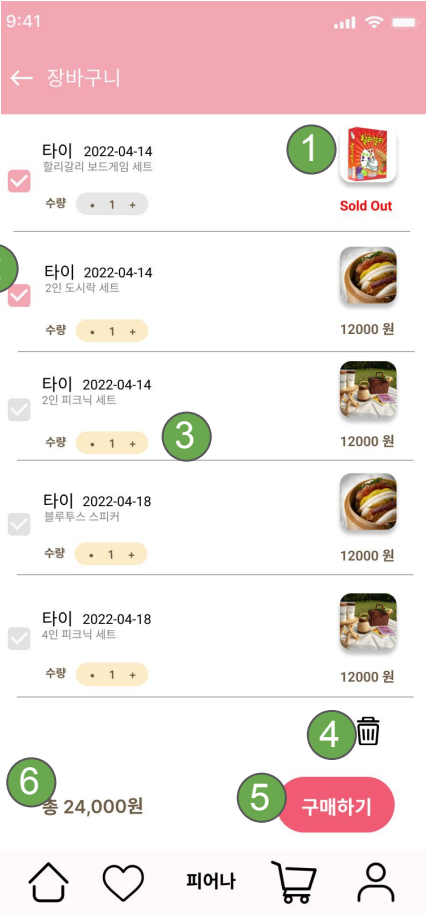 9:41
← 장바구니
타이 2022-04-14
할리갈리 보드게임 세트
1
수량 • 1 +
Sold Out
타이 2022-04-14
2인 도시락 세트
수량 • 1 +
12000 원
타이 2022-04-14
2인 피크닉 세트
수량 • 1 +
3
12000 원
타이 2022-04-18
블루투스 스피커
수량 • 1 +
12000 원
타이 2022-04-18
4인 피크닉 세트
수량 • 1 +
12000 원
4
6
총 24,000원
5
구매하기
피어나